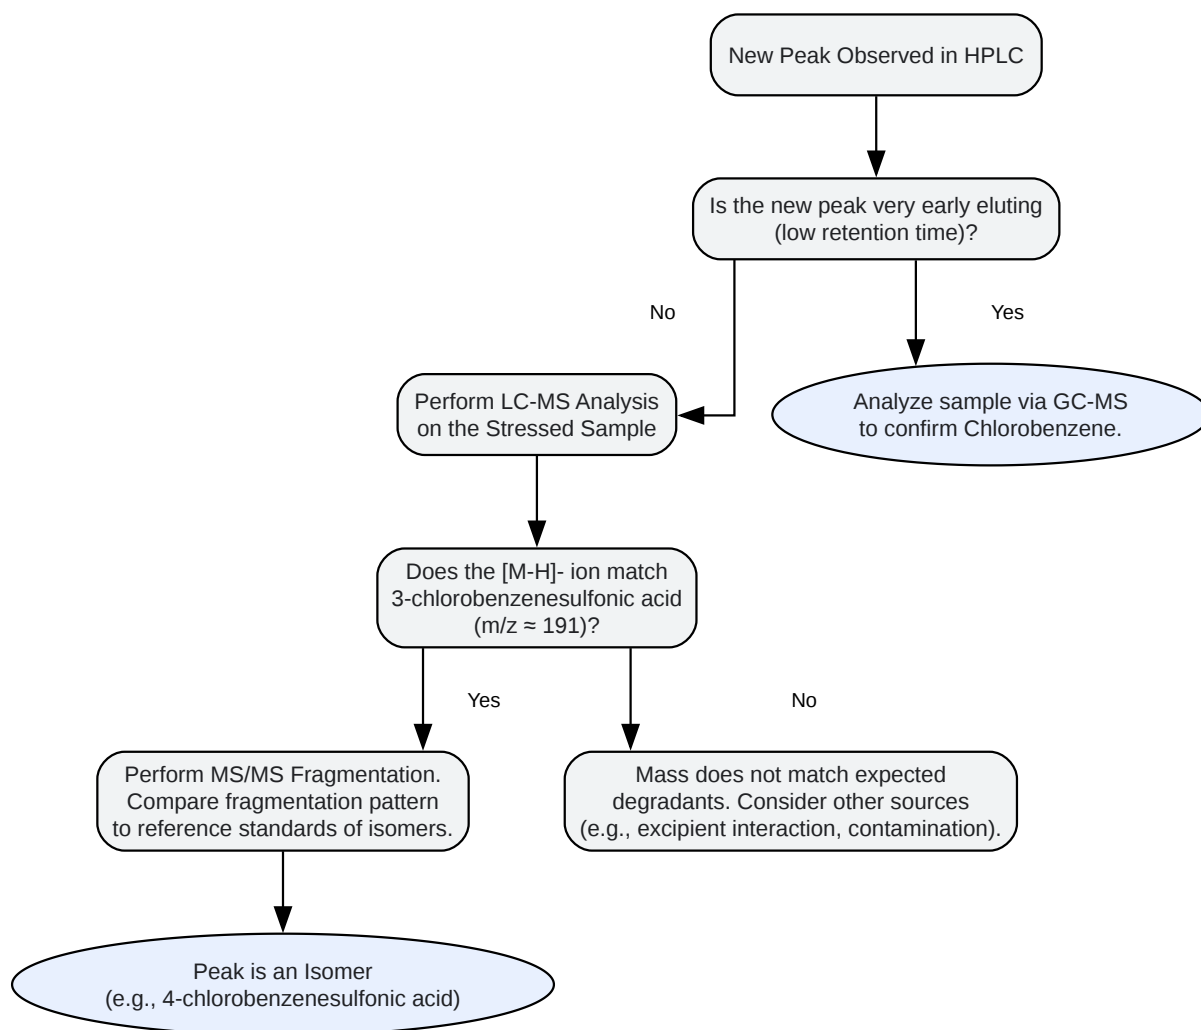 New Peak Observed in HPLC
Is the new peak very early eluting
(low retention time)?
No
Yes
Perform LC-MS Analysis
on the Stressed Sample
Analyze sample via GC-MS
to confirm Chlorobenzene.
Does the [M-H]- ion match
3-chlorobenzenesulfonic acid
(m/z ≈ 191)?
Yes
No
Perform MS/MS Fragmentation.
Compare fragmentation pattern
to reference standards of isomers.
Mass does not match expected
degradants. Consider other sources
(e.g., excipient interaction, contamination).
Peak is an Isomer
(e.g., 4-chlorobenzenesulfonic acid)